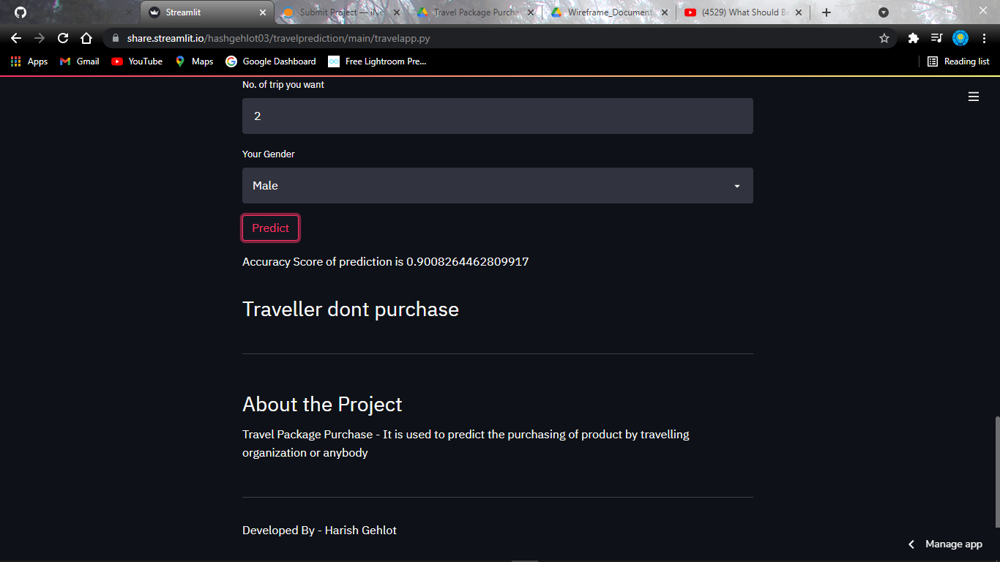 Streamlit
Submit Project — iNe
Travel Package Purcha
Wireframe_Document
(4529) What Should B
share.streamlit.io/hashgehlot03/travelprediction/main/travelapp.py
Apps
Gmail
YouTube
Maps
Google Dashboard
Free Lightroom Pre...
Reading list
No. of trip you want
2
Your Gender
Male
Predict
Accuracy Score of prediction is 0.9008264462809917
Traveller dont purchase
About the Project
Travel Package Purchase - It is used to predict the purchasing of product by travelling
organization or anybody
Developed By - Harish Gehlot
Manage app